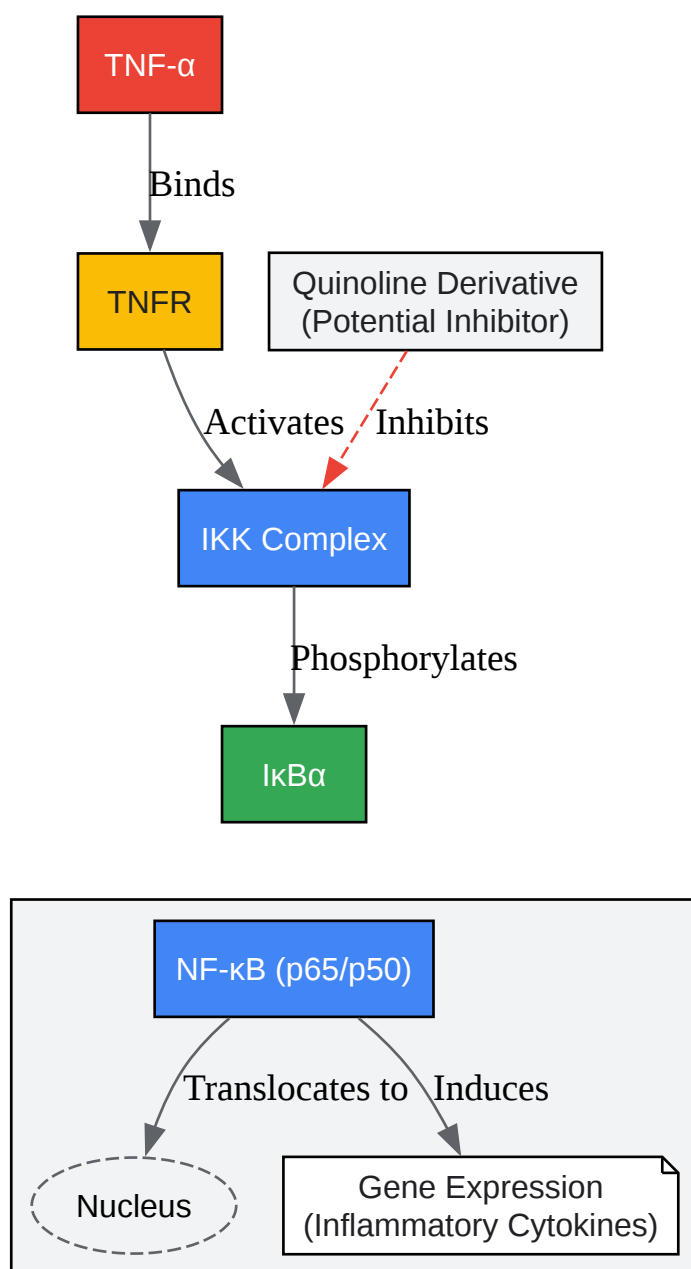 TNF-α
Binds
TNFR
Quinoline Derivative
(Potential Inhibitor)
Activates
Inhibits
IKK Complex
Phosphorylates
IκBα
NF-κB (p65/p50)
Translocates to
Induces
Nucleus
Gene Expression
(Inflammatory Cytokines)